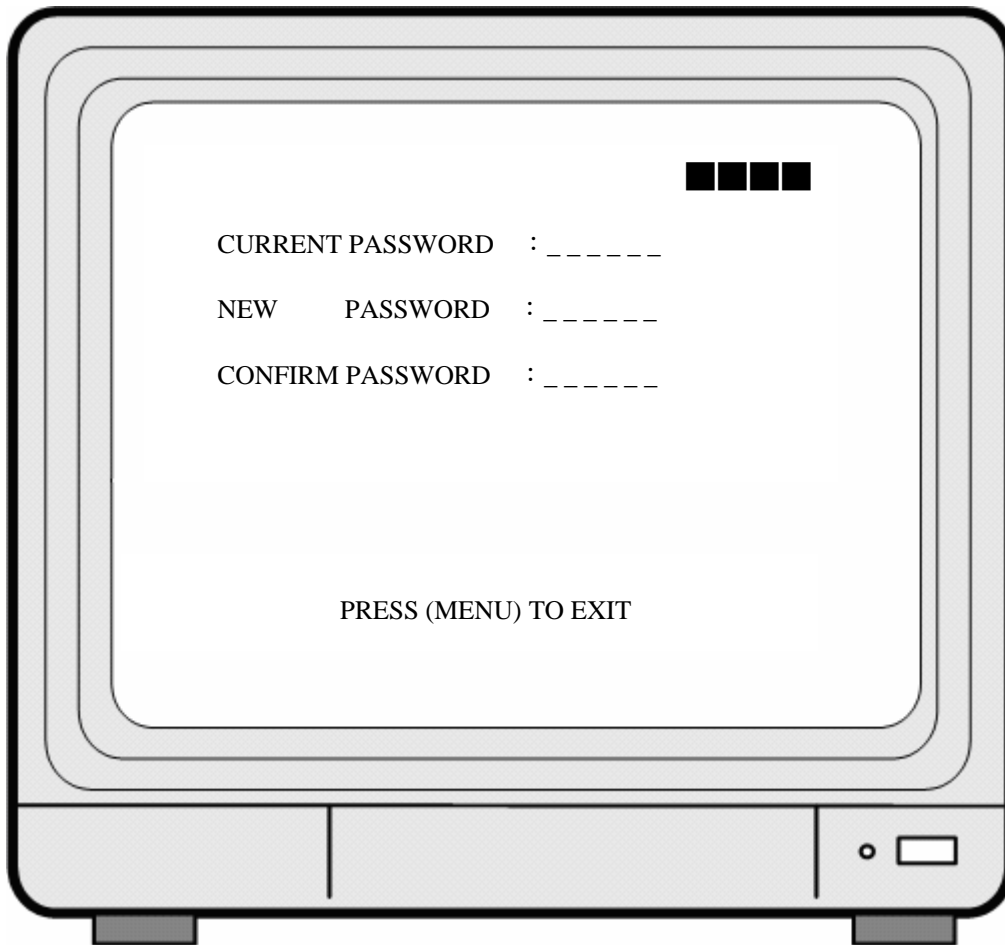 ■■■■
CURRENT PASSWORD : _ _ _ _ _ _
NEW PASSWORD : _ _ _ _ _ _
CONFIRM PASSWORD : _ _ _ _ _ _
PRESS (MENU) TO EXIT